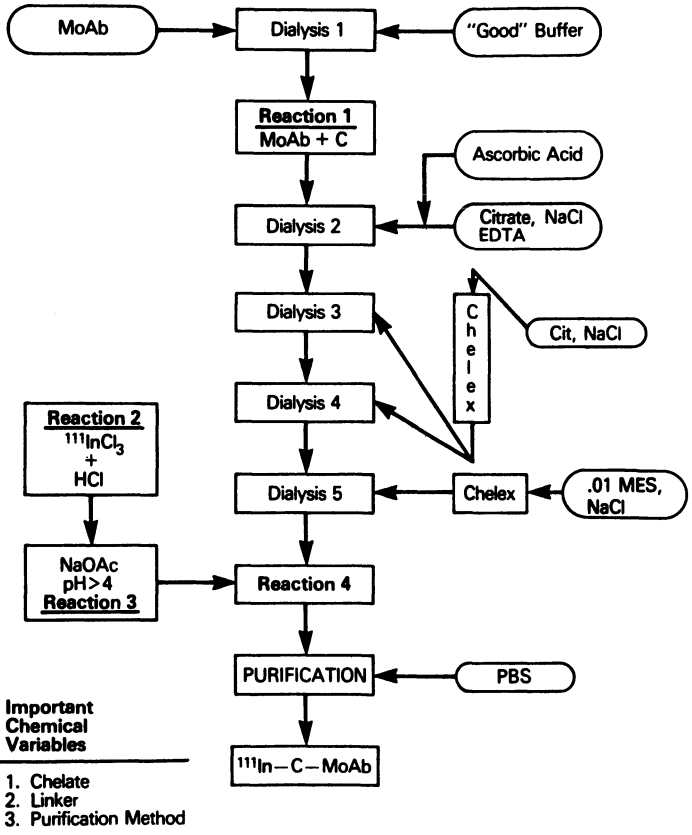 MoAb
Dialysis 1
"Good" Buffer
Reaction 1
MoAb + C
Ascorbic Acid
Dialysis 2
Citrate, NaCl
EDTA
Dialysis 3
Chelex
Cit, NaCl
Dialysis 4
Reaction 2
¹¹¹InCl₃
+
HCl
Dialysis 5
Chelex
.01 MES,
NaCl
NaOAc
pH>4
Reaction 3
Reaction 4
PURIFICATION
PBS
¹¹¹In–C–MoAb
Important
Chemical
Variables
1. Chelate
2. Linker
3. Purification Method